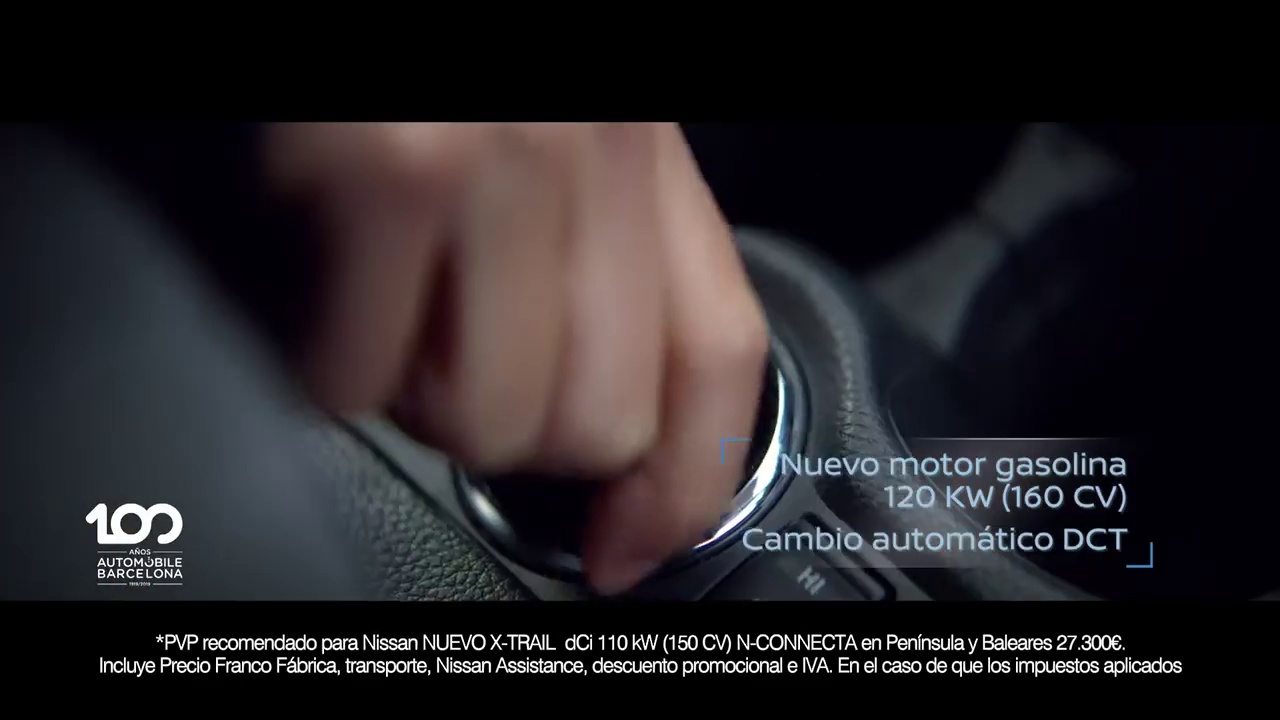 Nuevo motor gasolina
120 KW (160 CV)
Cambio automático DCT
HI
100
AÑOS
AUTOMOBILE
BARCELONA
1919/2019
*PVP recomendado para Nissan NUEVO X-TRAIL dCi 110 kW (150 CV) N-CONNECTA en Península y Baleares 27.300€.
Incluye Precio Franco Fábrica, transporte, Nissan Assistance, descuento promocional e IVA. En el caso de que los impuestos aplicados